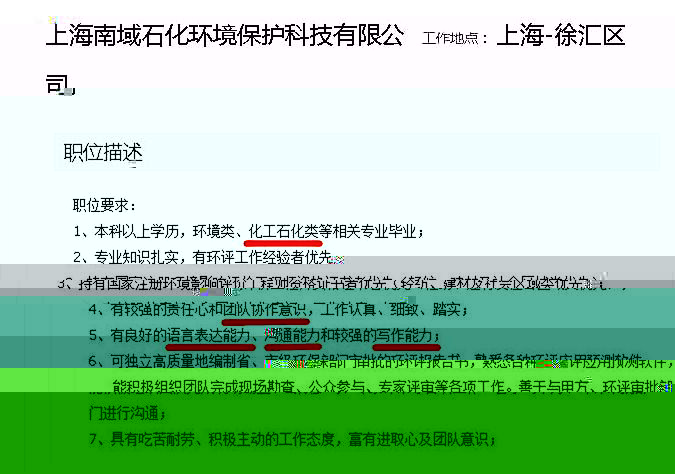 上海南域石化环境保护科技有限公 工作地点： 上海-徐汇区
司
职位描述
职位要求：
1、本科以上学历，环境类、化工石化类等相关专业毕业；
2、专业知识扎实，有环评工作经验者优先
3、持有国家注册环境影响评价工程师资格证
4、有较强的责任心和团队协作意识，工作认真、细致、踏实；
5、有良好的语言表达能力、沟通能力和较强的写作能力；
6、可独立高质量地编制省、市级环保部门审批的环评报告书，熟悉各种环评应用预测软件，
能积极组织团队完成现场勘查、公众参与、专家评审等各项工作。善于与甲方、环评审批部
门进行沟通；
7、具有吃苦耐劳、积极主动的工作态度，富有进取心及团队意识；